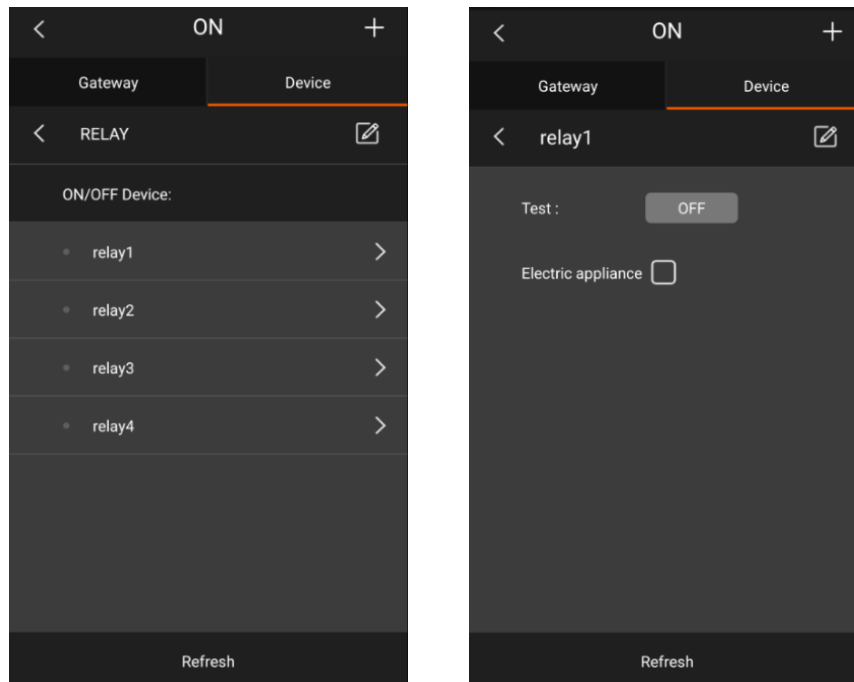 ON
Gateway Device
RELAY
ON/OFF Device:
relay1
relay2
relay3
relay4
Refresh
ON
Gateway Device
relay1
Test : OFF
Electric appliance
Refresh